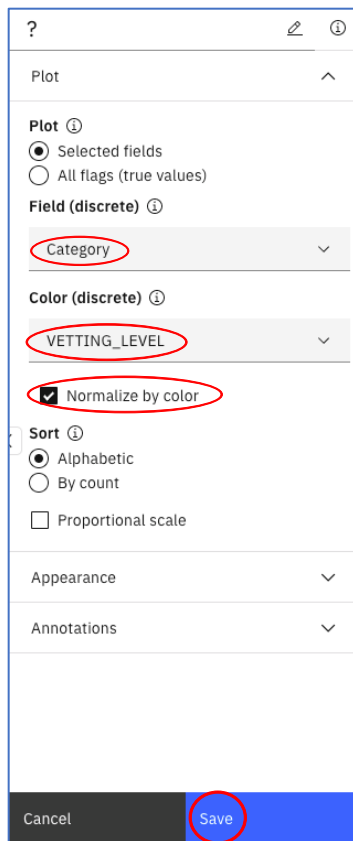 ?
Plot
Plot
Selected fields
All flags (true values)
Field (discrete)
Category
Color (discrete)
VETTING_LEVEL
Normalize by color
Sort
Alphabetic
By count
Proportional scale
Appearance
Annotations
Cancel Save